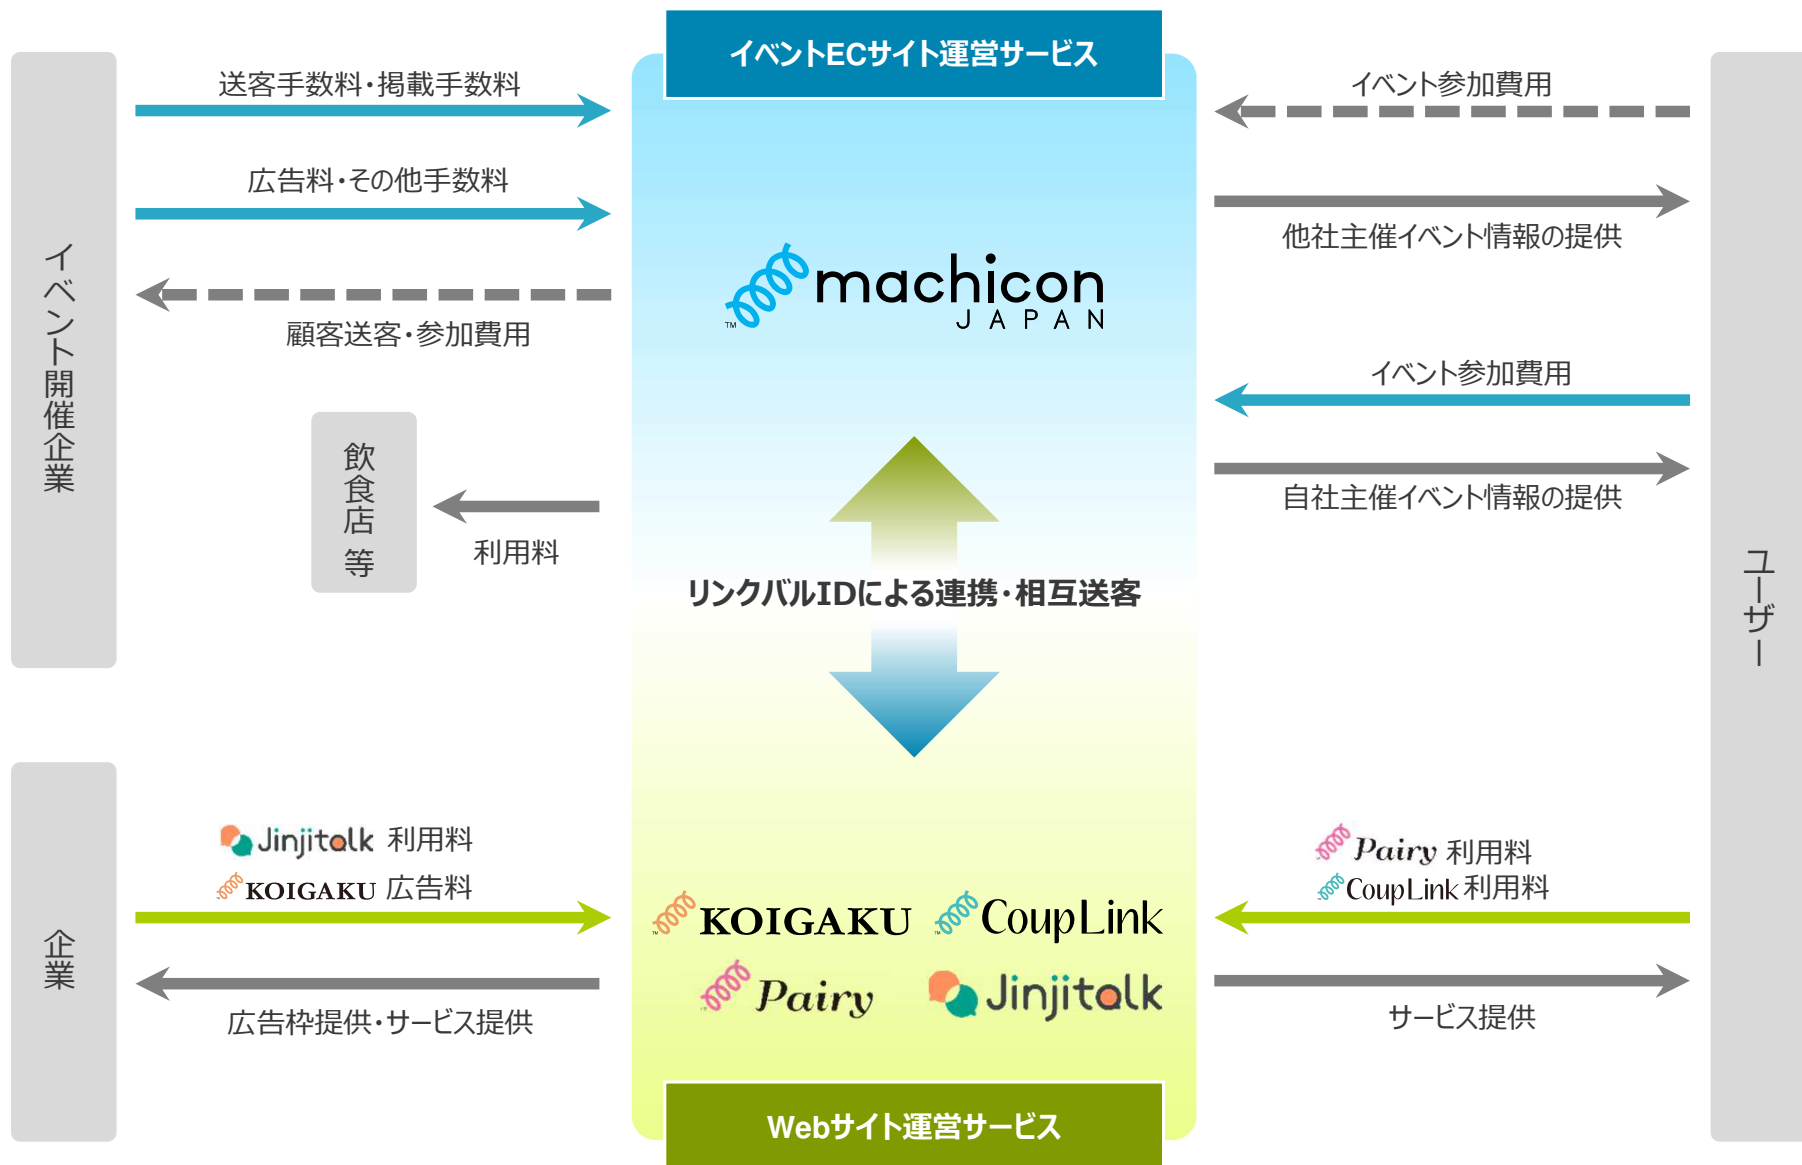 イベントECサイト運営サービス
送客手数料・掲載手数料
イベント参加費用
広告料・その他手数料
他社主催イベント情報の提供
イベント開催企業
machicon
JAPAN
TM
顧客送客・参加費用
イベント参加費用
飲食店 等
自社主催イベント情報の提供
利用料
リンクバルIDによる連携・相互送客
ユーザー
企業
Jinjitalk 利用料
KOIGAKU 広告料
Pairy 利用料
CoupLink 利用料
KOIGAKU
CoupLink
Pairy
Jinjitalk
広告枠提供・サービス提供
サービス提供
Webサイト運営サービス